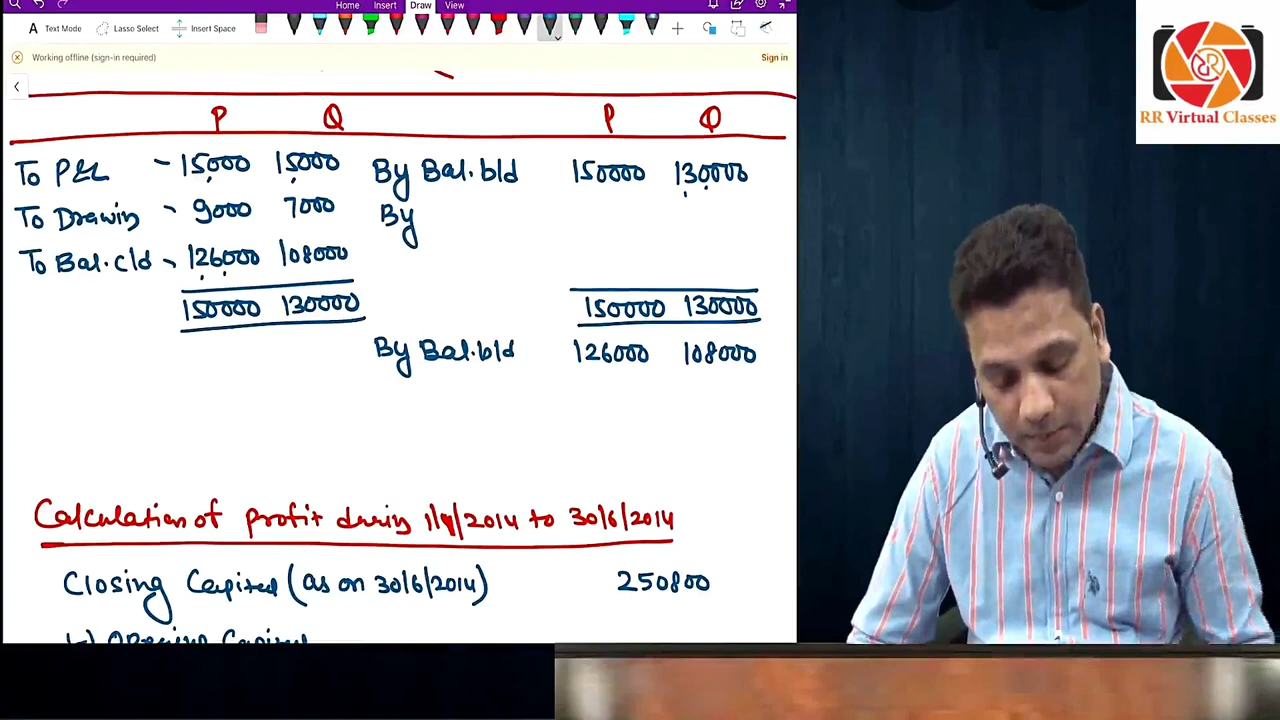 Home Insert Draw View
A Text Mode Lasso Select Insert Space
Working offline (sign-in required) Sign in
RR Virtual Classes
P Q P Q
To P&L - 15000 15000 By Bal. b/d 150000 130000
To Drawing - 9000 7000 By
To Bal. c/d - 126000 108000
150000 130000 150000 130000
By Bal. b/d 126000 108000
Calculation of profit during 1/4/2014 to 30/6/2014
Closing Capital (as on 30/6/2014) 250800
(-) Opening Capital